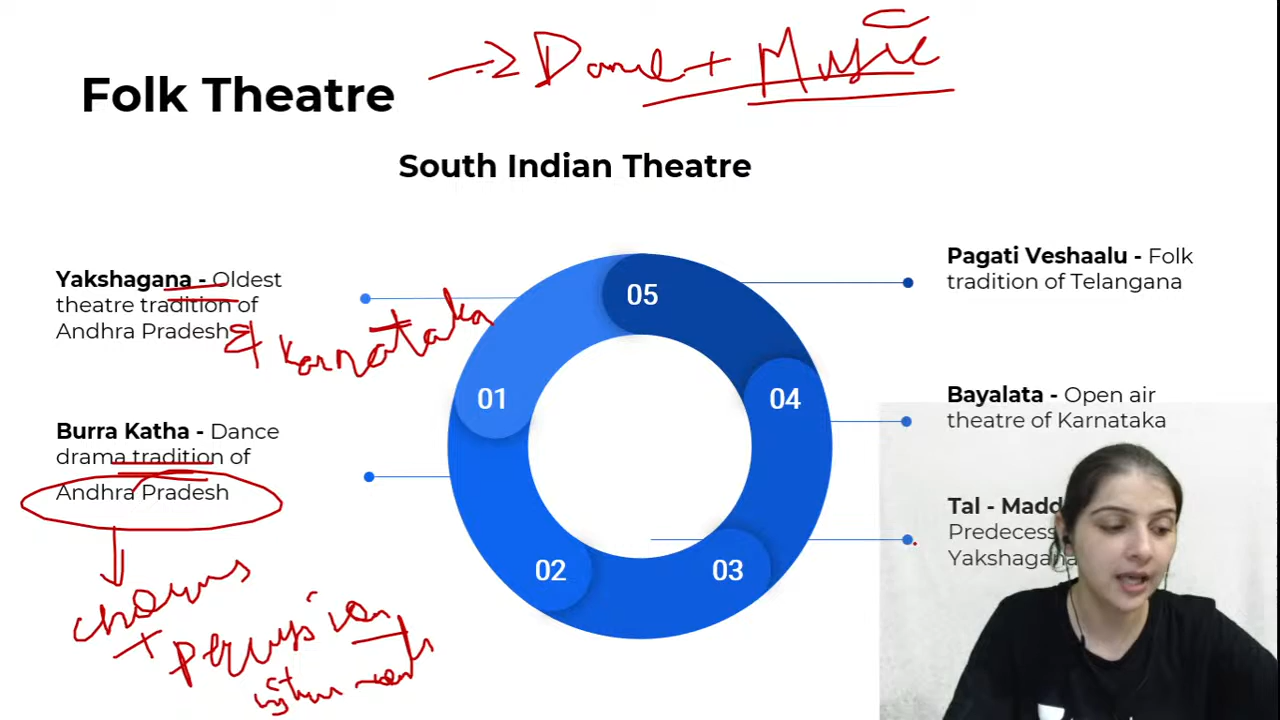 Folk Theatre
→ Dance + Music
South Indian Theatre
Yakshagana - Oldest
theatre tradition of
Andhra Pradesh
& Karnataka
Burra Katha - Dance
drama tradition of
Andhra Pradesh
chorus
+ percussion
instruments
05
01
04
02
03
Pagati Veshaalu - Folk
tradition of Telangana
Bayalata - Open air
theatre of Karnataka
Tal -
Yakshagana